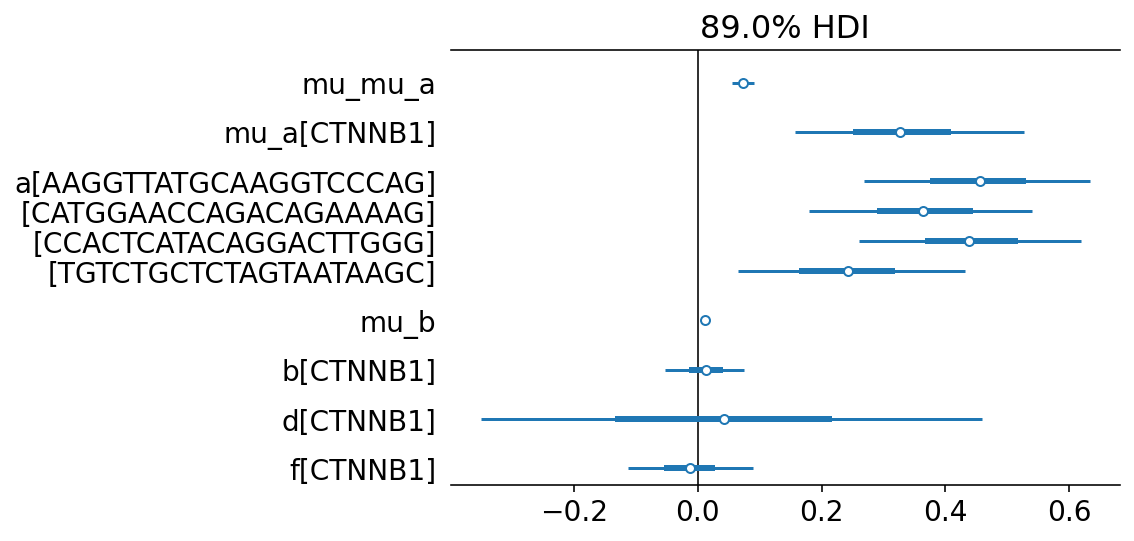 89.0% HDI
mu_mu_a
mu_a[CTNNB1]
a[AAGGTTATGCAAGGTCCCAG]
[CATGGAACCAGACAGAAAAG]
[CCACTCATACAGGACTTGGG]
[TGTCTGCTCTAGTAATAAGC]
mu_b
b[CTNNB1]
d[CTNNB1]
f[CTNNB1]
−0.2 0.0 0.2 0.4 0.6